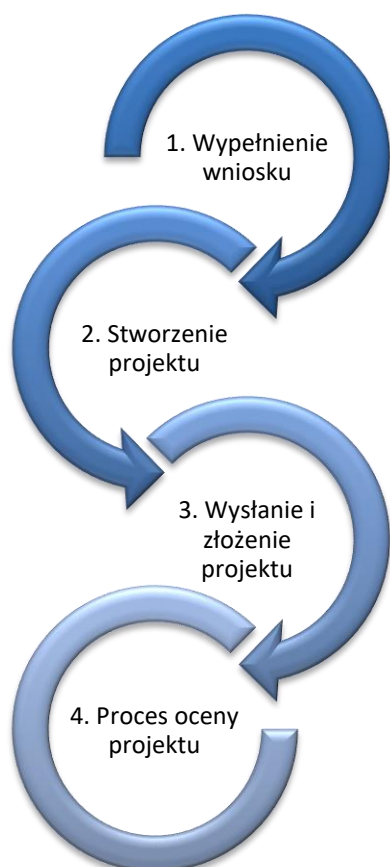 1. Wypełnienie
wniosku
2. Stworzenie
projektu
3. Wysłanie i
złożenie
projektu
4. Proces oceny
projektu